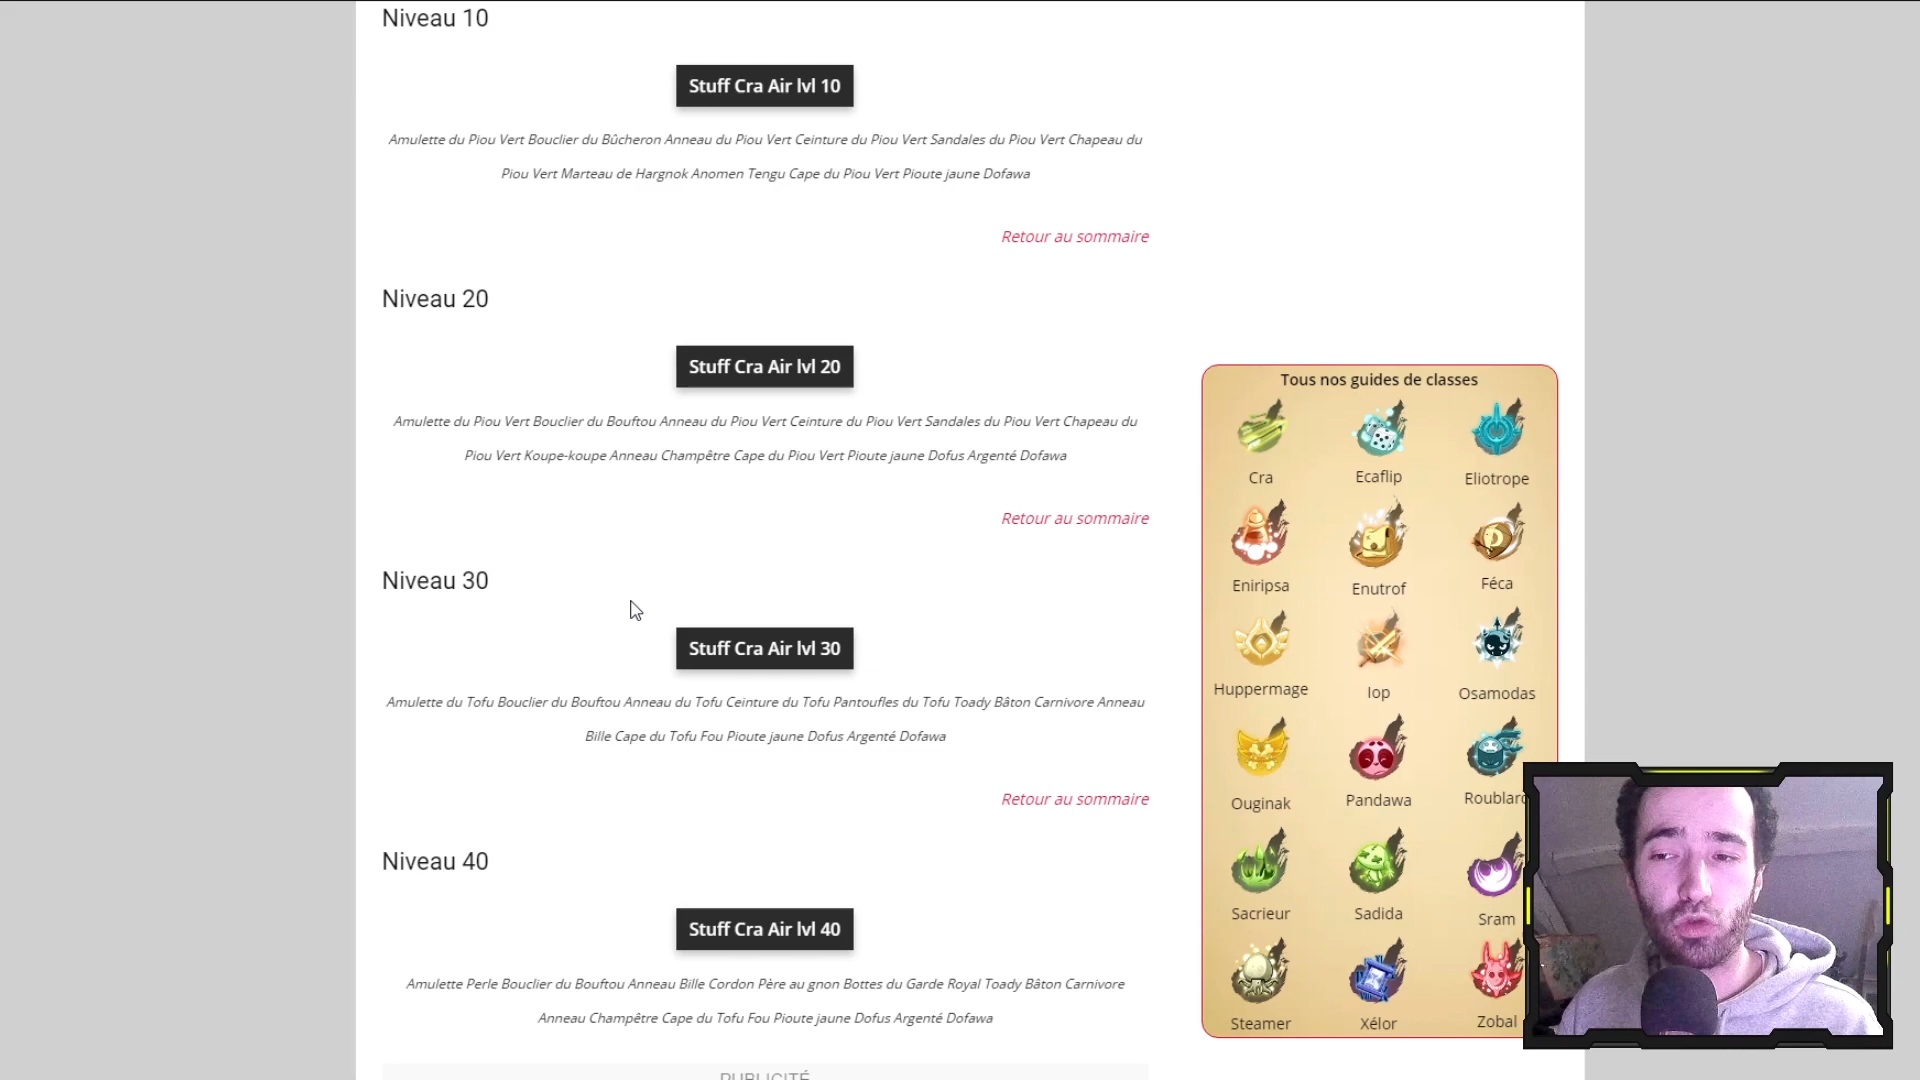 Niveau 10
Stuff Cra Air lvl 10
Amulette du Piou Vert Bouclier du Bûcheron Anneau du Piou Vert Ceinture du Piou Vert Sandales du Piou Vert Chapeau du
Piou Vert Marteau de Hargnok Anomen Tengu Cape du Piou Vert Pioute jaune Dofawa
Retour au sommaire
Niveau 20
Stuff Cra Air lvl 20
Amulette du Piou Vert Bouclier du Bouftou Anneau du Piou Vert Ceinture du Piou Vert Sandales du Piou Vert Chapeau du
Piou Vert Koupe-koupe Anneau Champêtre Cape du Piou Vert Pioute jaune Dofus Argenté Dofawa
Retour au sommaire
Niveau 30
Stuff Cra Air lvl 30
Amulette du Tofu Bouclier du Bouftou Anneau du Tofu Ceinture du Tofu Pantoufles du Tofu Toady Bâton Carnivore Anneau
Bille Cape du Tofu Fou Pioute jaune Dofus Argenté Dofawa
Retour au sommaire
Niveau 40
Stuff Cra Air lvl 40
Amulette Perle Bouclier du Bouftou Anneau Bille Cordon Père au gnon Bottes du Garde Royal Toady Bâton Carnivore
Anneau Champêtre Cape du Tofu Fou Pioute jaune Dofus Argenté Dofawa
PUBLICITÉ
Tous nos guides de classes
Cra
Ecaflip
Eliotrope
Eniripsa
Enutrof
Féca
Huppermage
Iop
Osamodas
Ouginak
Pandawa
Roublard
Sacrieur
Sadida
Sram
Steamer
Xélor
Zobal